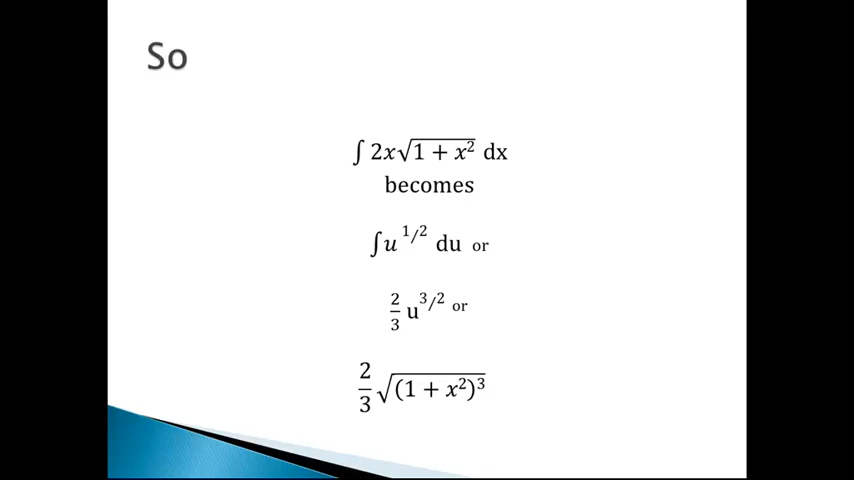 So
∫ 2x√(1 + x²) dx
becomes
∫u^1/2 du or
2/3 u^3/2 or
2/3 √((1 + x²)³)